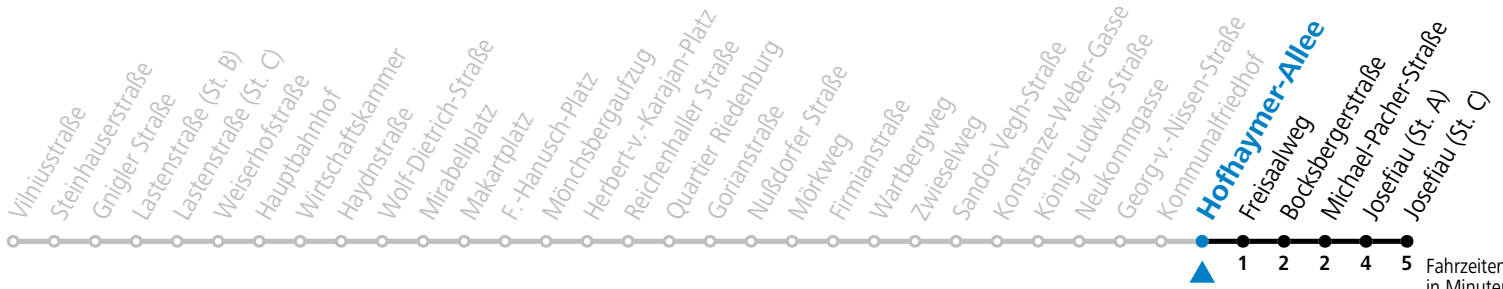 Vilniusstraße
Steinhauserstraße
Gnigler Straße
Lastenstraße (St. B)
Lastenstraße (St. C)
Weiserhofstraße
Hauptbahnhof
Wirtschaftskammer
Haydnstraße
Wolf-Dietrich-Straße
Mirabellplatz
Makartplatz
F.-Hanusch-Platz
Mönchsbergaufzug
Herbert-v.-Karajan-Platz
Reichenhaller Straße
Quartier Riedenburg
Gorianstraße
Nußdorfer Straße
Mörkweg
Firmianstraße
Wartbergweg
Zwieselweg
Sandor-Vegh-Straße
Konstanze-Weber-Gasse
König-Ludwig-Straße
Neukommgasse
Georg-v.-Nissen-Straße
Kommunalfriedhof
Hofhaymer-Allee
Freisaalweg
Bocksbergerstraße
Michael-Pacher-Straße
Josefiau (St. A)
Josefiau (St. C)
1 2 2 4 5 Fahrzeiten
in Minuten